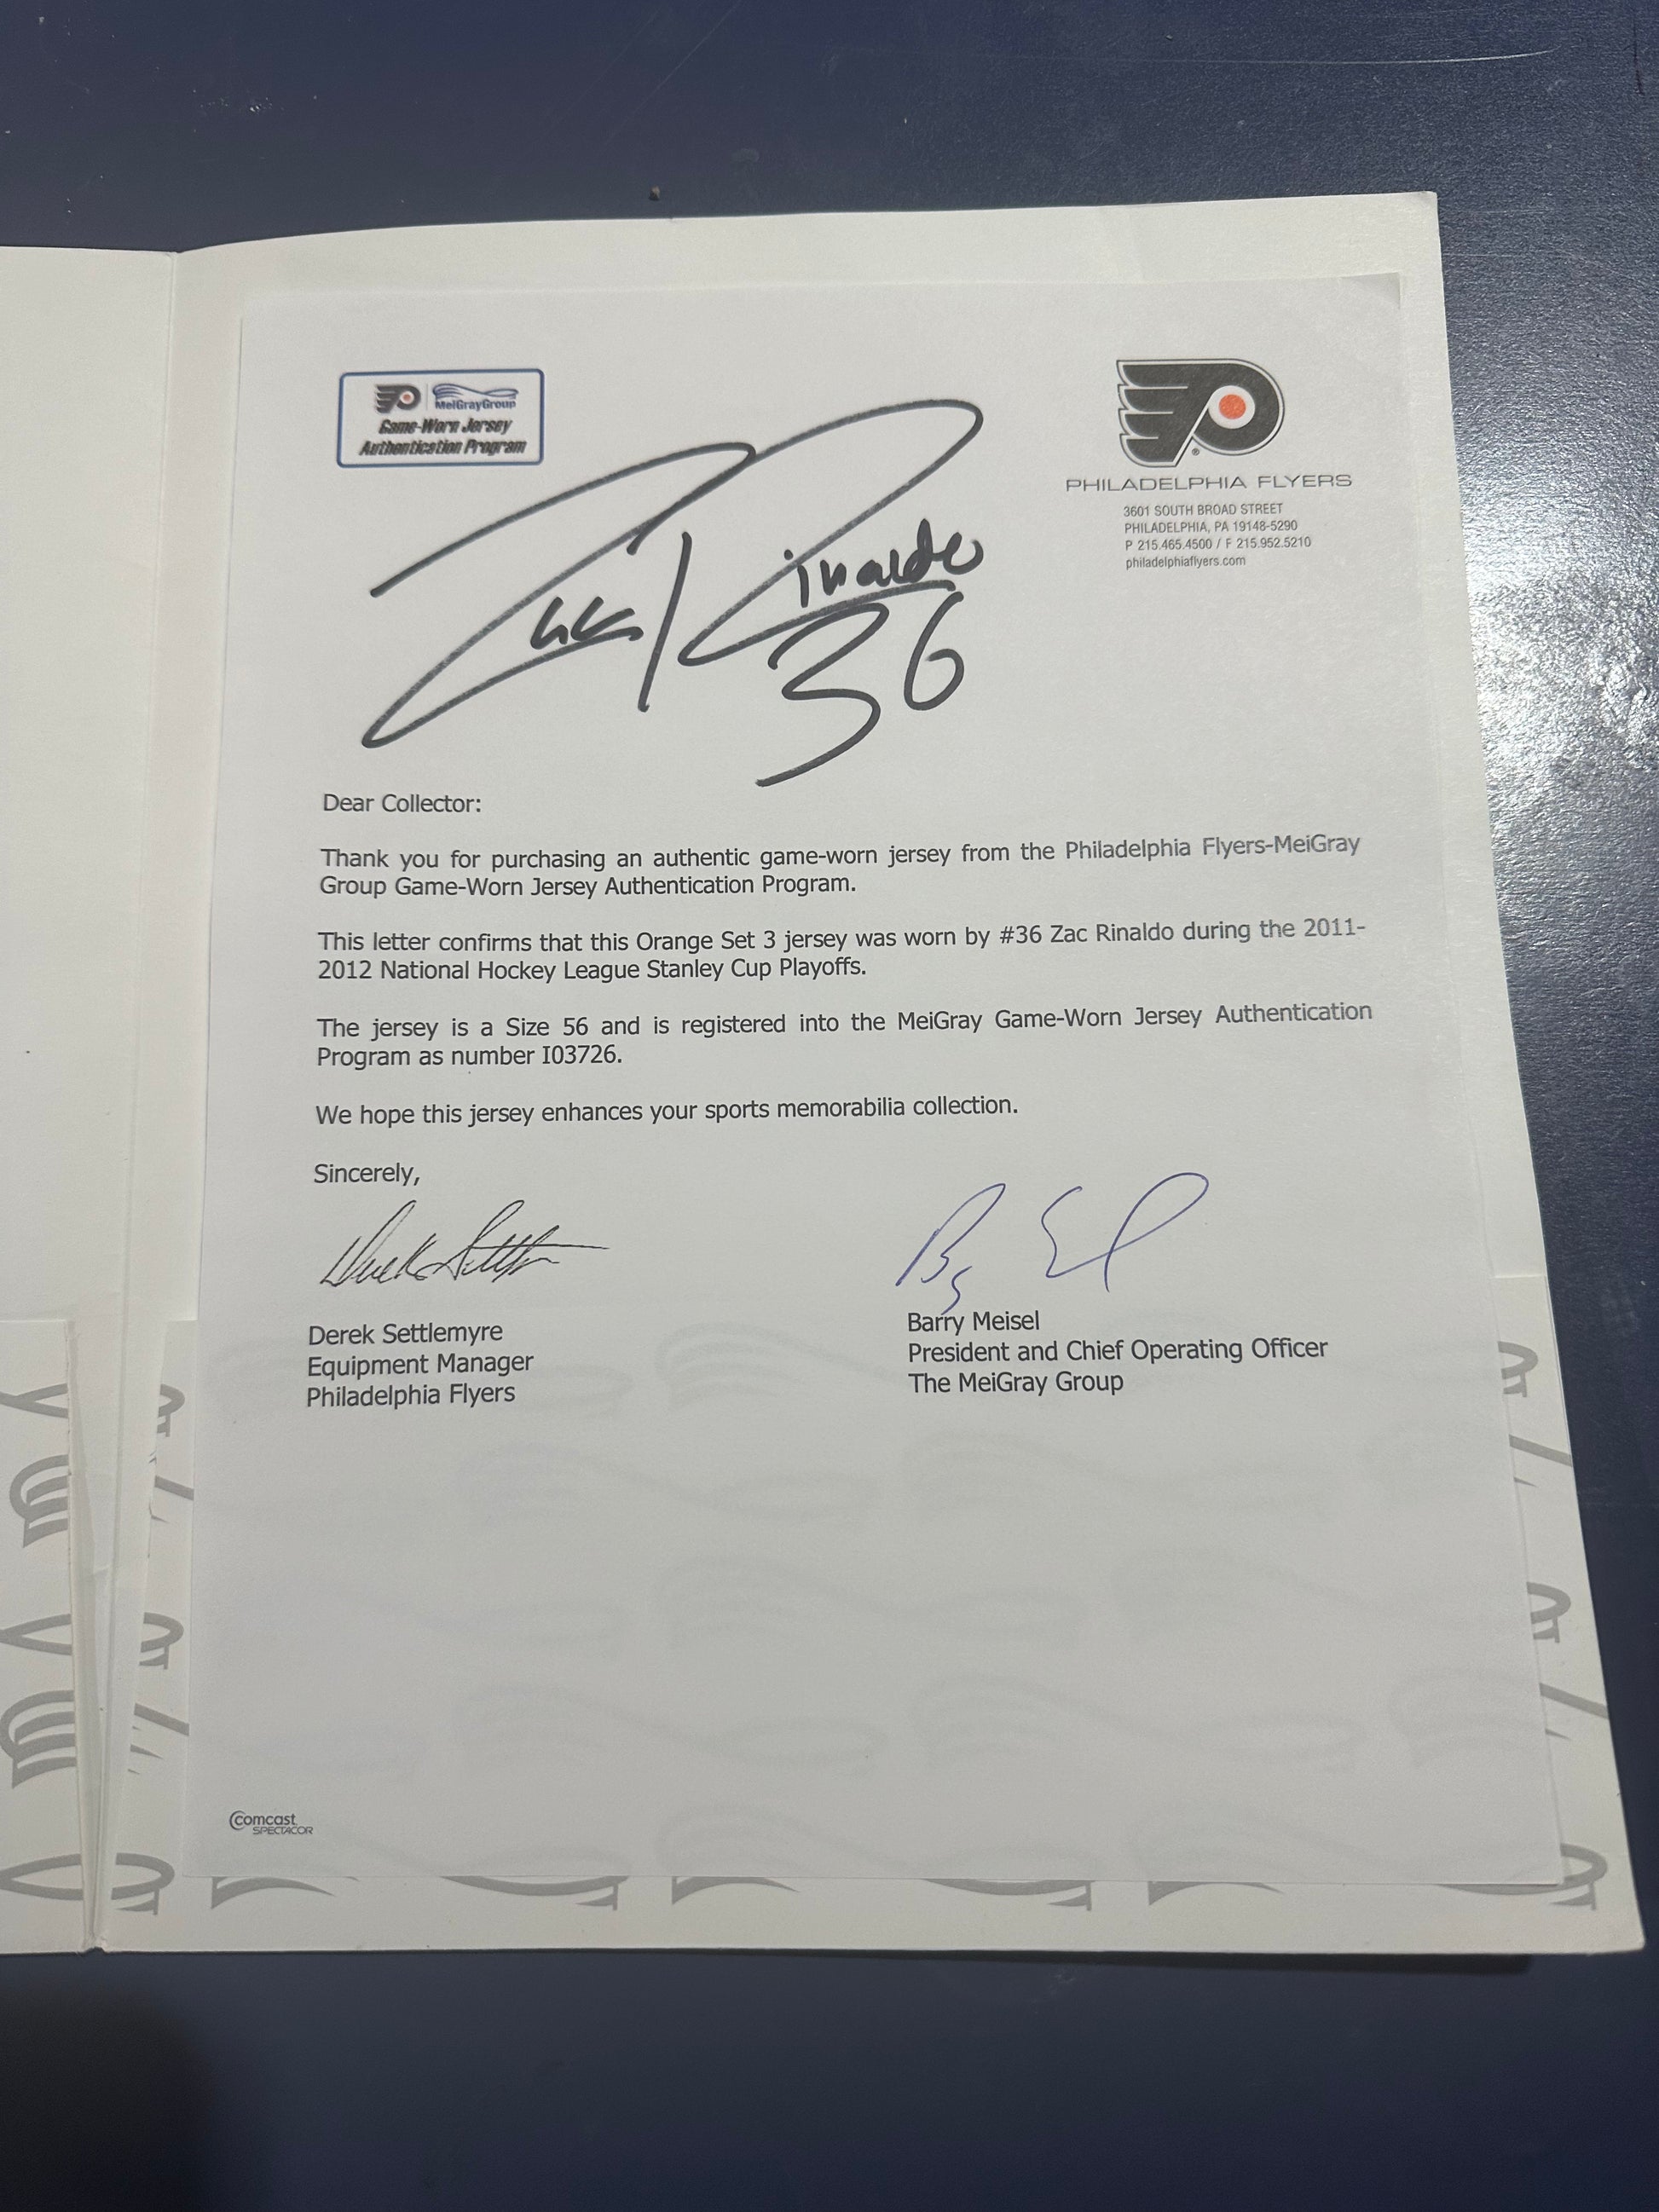 MeiGrayGroup
Game-Worn Jersey
Authentication Program
PHILADELPHIA FLYERS
3601 SOUTH BROAD STREET
PHILADELPHIA, PA 19148-5290
P 215.465.4500 / F 215.952.5210
philadelphiaflyers.com
Zac Rinaldo
36
Dear Collector:
Thank you for purchasing an authentic game-worn jersey from the Philadelphia Flyers-MeiGray
Group Game-Worn Jersey Authentication Program.
This letter confirms that this Orange Set 3 jersey was worn by #36 Zac Rinaldo during the 2011-
2012 National Hockey League Stanley Cup Playoffs.
The jersey is a Size 56 and is registered into the MeiGray Game-Worn Jersey Authentication
Program as number I03726.
We hope this jersey enhances your sports memorabilia collection.
Sincerely,
Derek Settlemyre
Equipment Manager
Philadelphia Flyers
Barry Meisel
President and Chief Operating Officer
The MeiGray Group
Comcast
SPECTACOR